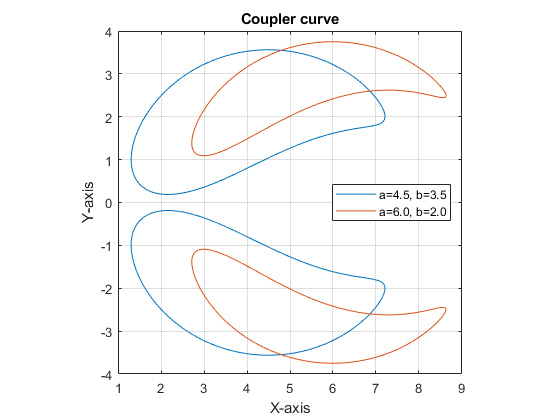 Coupler curve
4
3
2
1
0
-1
-2
-3
-4
Y-axis
a=4.5, b=3.5
a=6.0, b=2.0
1 2 3 4 5 6 7 8 9
X-axis